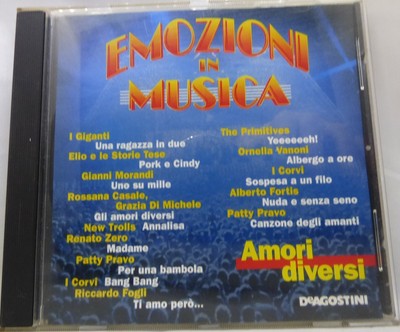 EMOZIONI
IN
MUSICA
I Giganti
Una ragazza in due
Elio e le Storie Tese
Pork e Cindy
Gianni Morandi
Uno su mille
Rossana Casale,
Grazia Di Michele
Gli amori diversi
New Trolls Annalisa
Renato Zero
Madame
Patty Pravo
Per una bambola
I Corvi Bang Bang
Riccardo Fogli
Ti amo però...
The Primitives
Yeeeeeeh!
Ornella Vanoni
Albergo a ore
I Corvi
Sospesa a un filo
Alberto Fortis
Nuda e senza seno
Patty Pravo
Canzone degli amanti
Amori
diversi
DeAGOSTINI